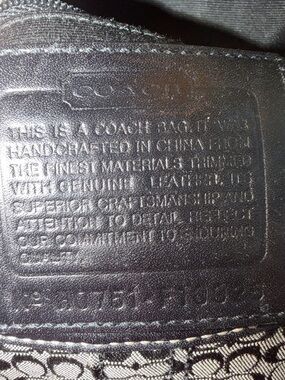 COACH
THIS IS A COACH BAG. IT WAS
HANDCRAFTED IN CHINA FROM
THE FINEST MATERIALS TRIMMED
WITH GENUINE LEATHER. ITS
SUPERIOR CRAFTSMANSHIP AND
ATTENTION TO DETAIL REFLECT
OUR COMMITMENT TO ENDURING
QUALITY.